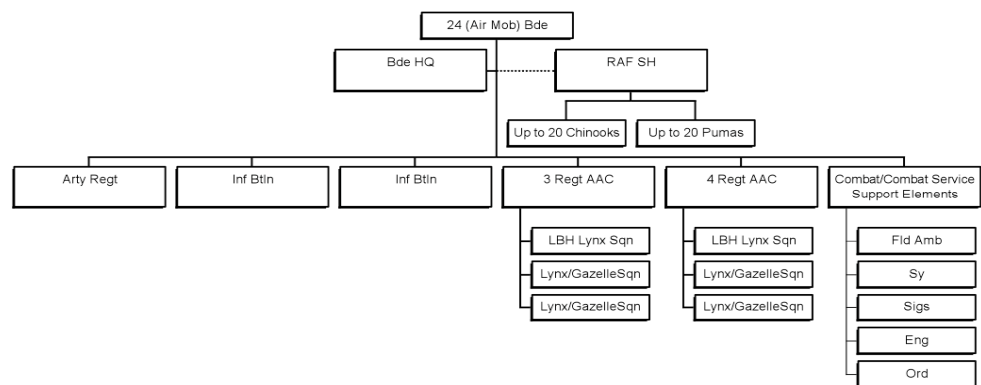 24 (Air Mob) Bde
Bde HQ
RAF SH
Up to 20 Chinooks
Up to 20 Pumas
Arty Regt
Inf Btln
Inf Btln
3 Regt AAC
4 Regt AAC
Combat/Combat Service
Support Elements
LBH Lynx Sqn
LBH Lynx Sqn
Fld Amb
Lynx/GazelleSqn
Lynx/GazelleSqn
Sy
Lynx/GazelleSqn
Lynx/GazelleSqn
Sigs
Eng
Ord